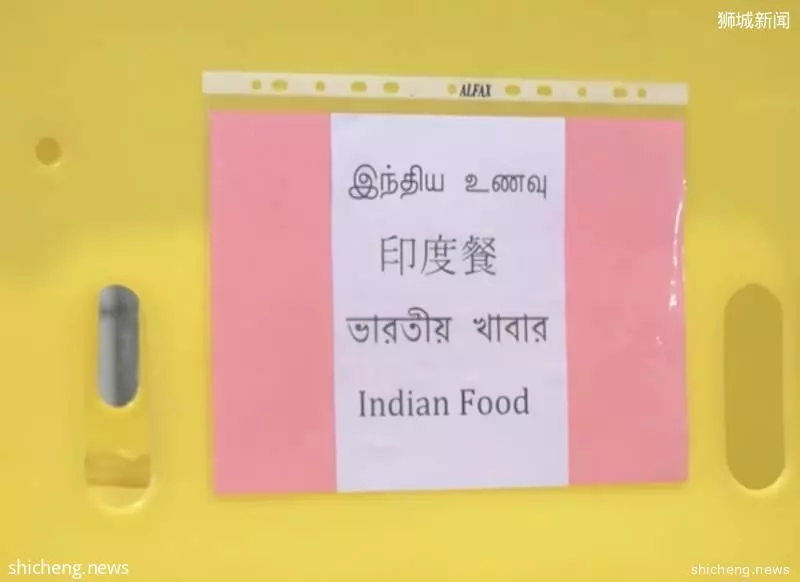 狮城新闻
ALFAX
இந்திய உணவு
印度餐
ভারতীয় খাবার
Indian Food
shicheng.news
shicheng.news